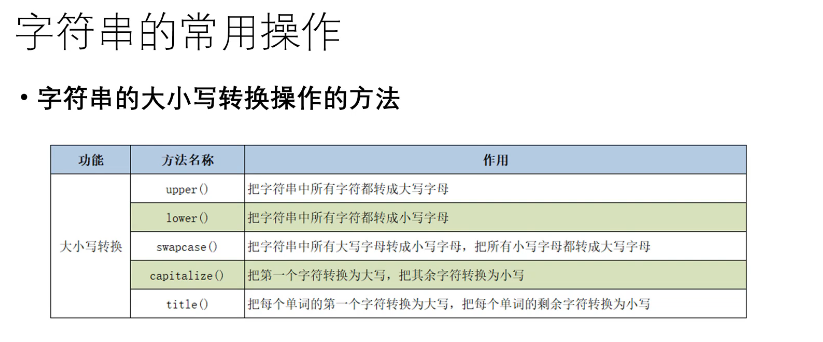 字符串的常用操作
• 字符串的大小写转换操作的方法
功能 方法名称 作用
大小写转换
upper() 把字符串中所有字符都转成大写字母
lower() 把字符串中所有字符都转成小写字母
swapcase() 把字符串中所有大写字母转成小写字母，把所有小写字母都转成大写字母
capitalize() 把第一个字符转换为大写，把其余字符转换为小写
title() 把每个单词的第一个字符转换为大写，把每个单词的剩余字符转换为小写